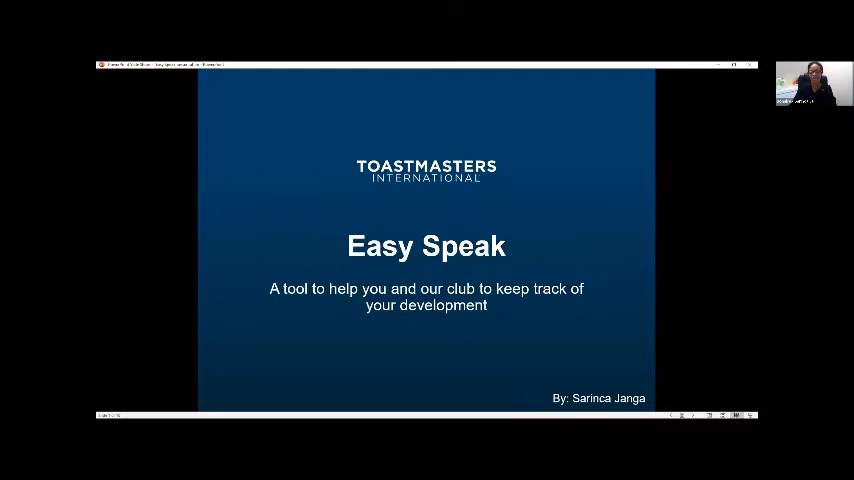 TOASTMASTERS
INTERNATIONAL
Easy Speak
A tool to help you and our club to keep track of
your development
By: Sarinca Janga